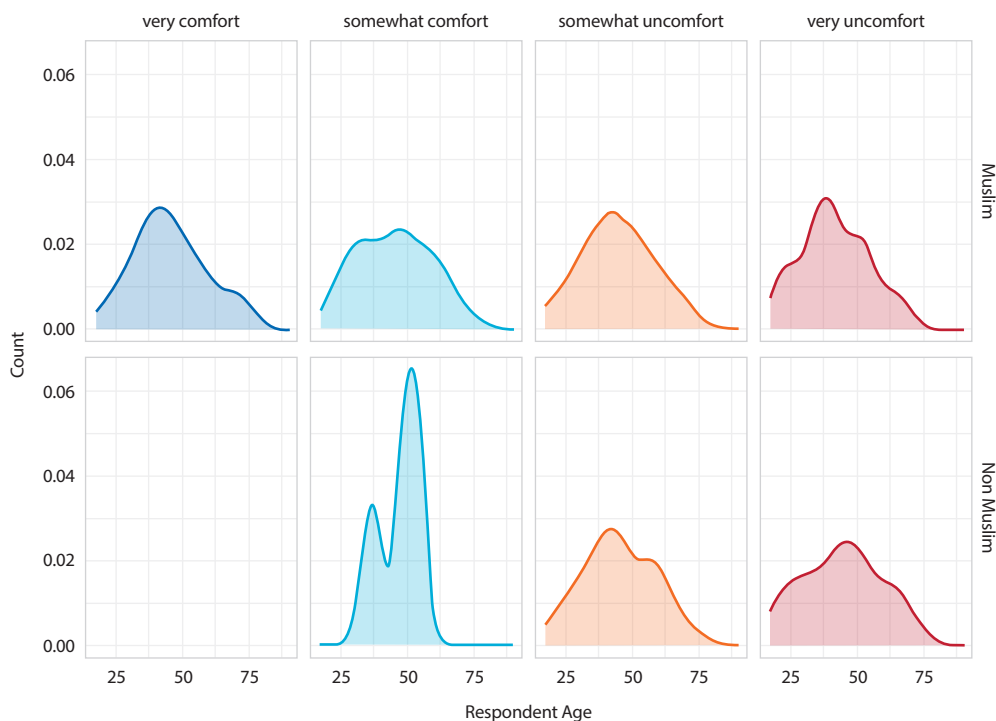 very comfort
somewhat comfort
somewhat uncomfort
very uncomfort
0.06
0.04
0.02
0.00
Muslim
Count
0.06
0.04
0.02
0.00
Non Muslim
25 50 75
25 50 75
25 50 75
25 50 75
Respondent Age